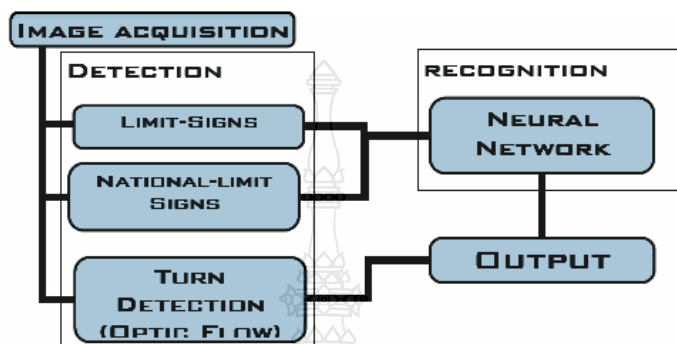 IMAGE ACQUISITION
DETECTION
LIMIT-SIGNS
NATIONAL-LIMIT
SIGNS
TURN
DETECTION
(OPTIC FLOW)
RECOGNITION
NEURAL
NETWORK
OUTPUT